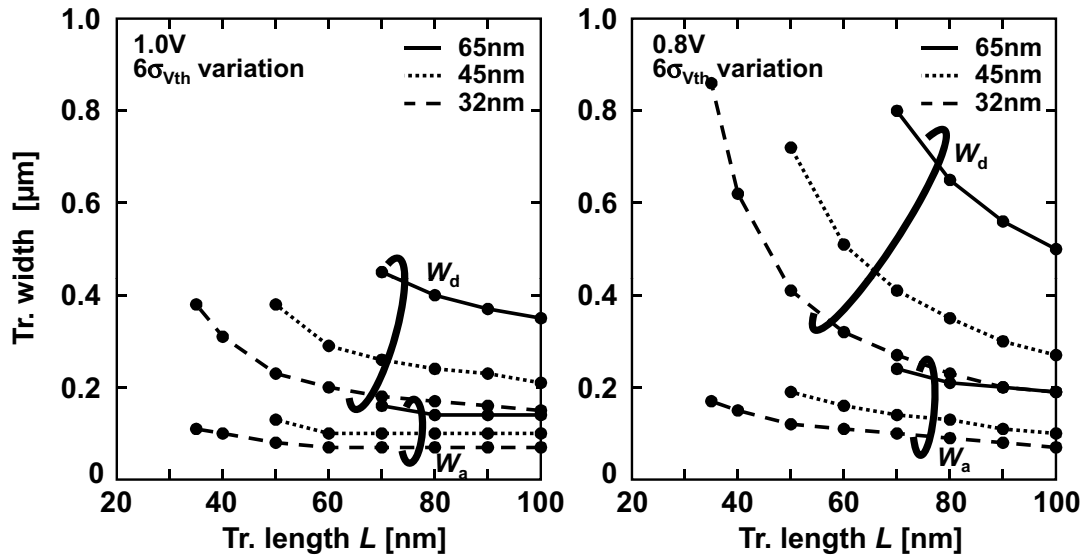 1.0V
6σVth variation
65nm
45nm
32nm
Wd
Wa
Tr. width [µm]
1.0
0.8
0.6
0.4
0.2
0
20 40 60 80 100
Tr. length L [nm]
0.8V
6σVth variation
65nm
45nm
32nm
Wd
Wa
1.0
0.8
0.6
0.4
0.2
0
20 40 60 80 100
Tr. length L [nm]